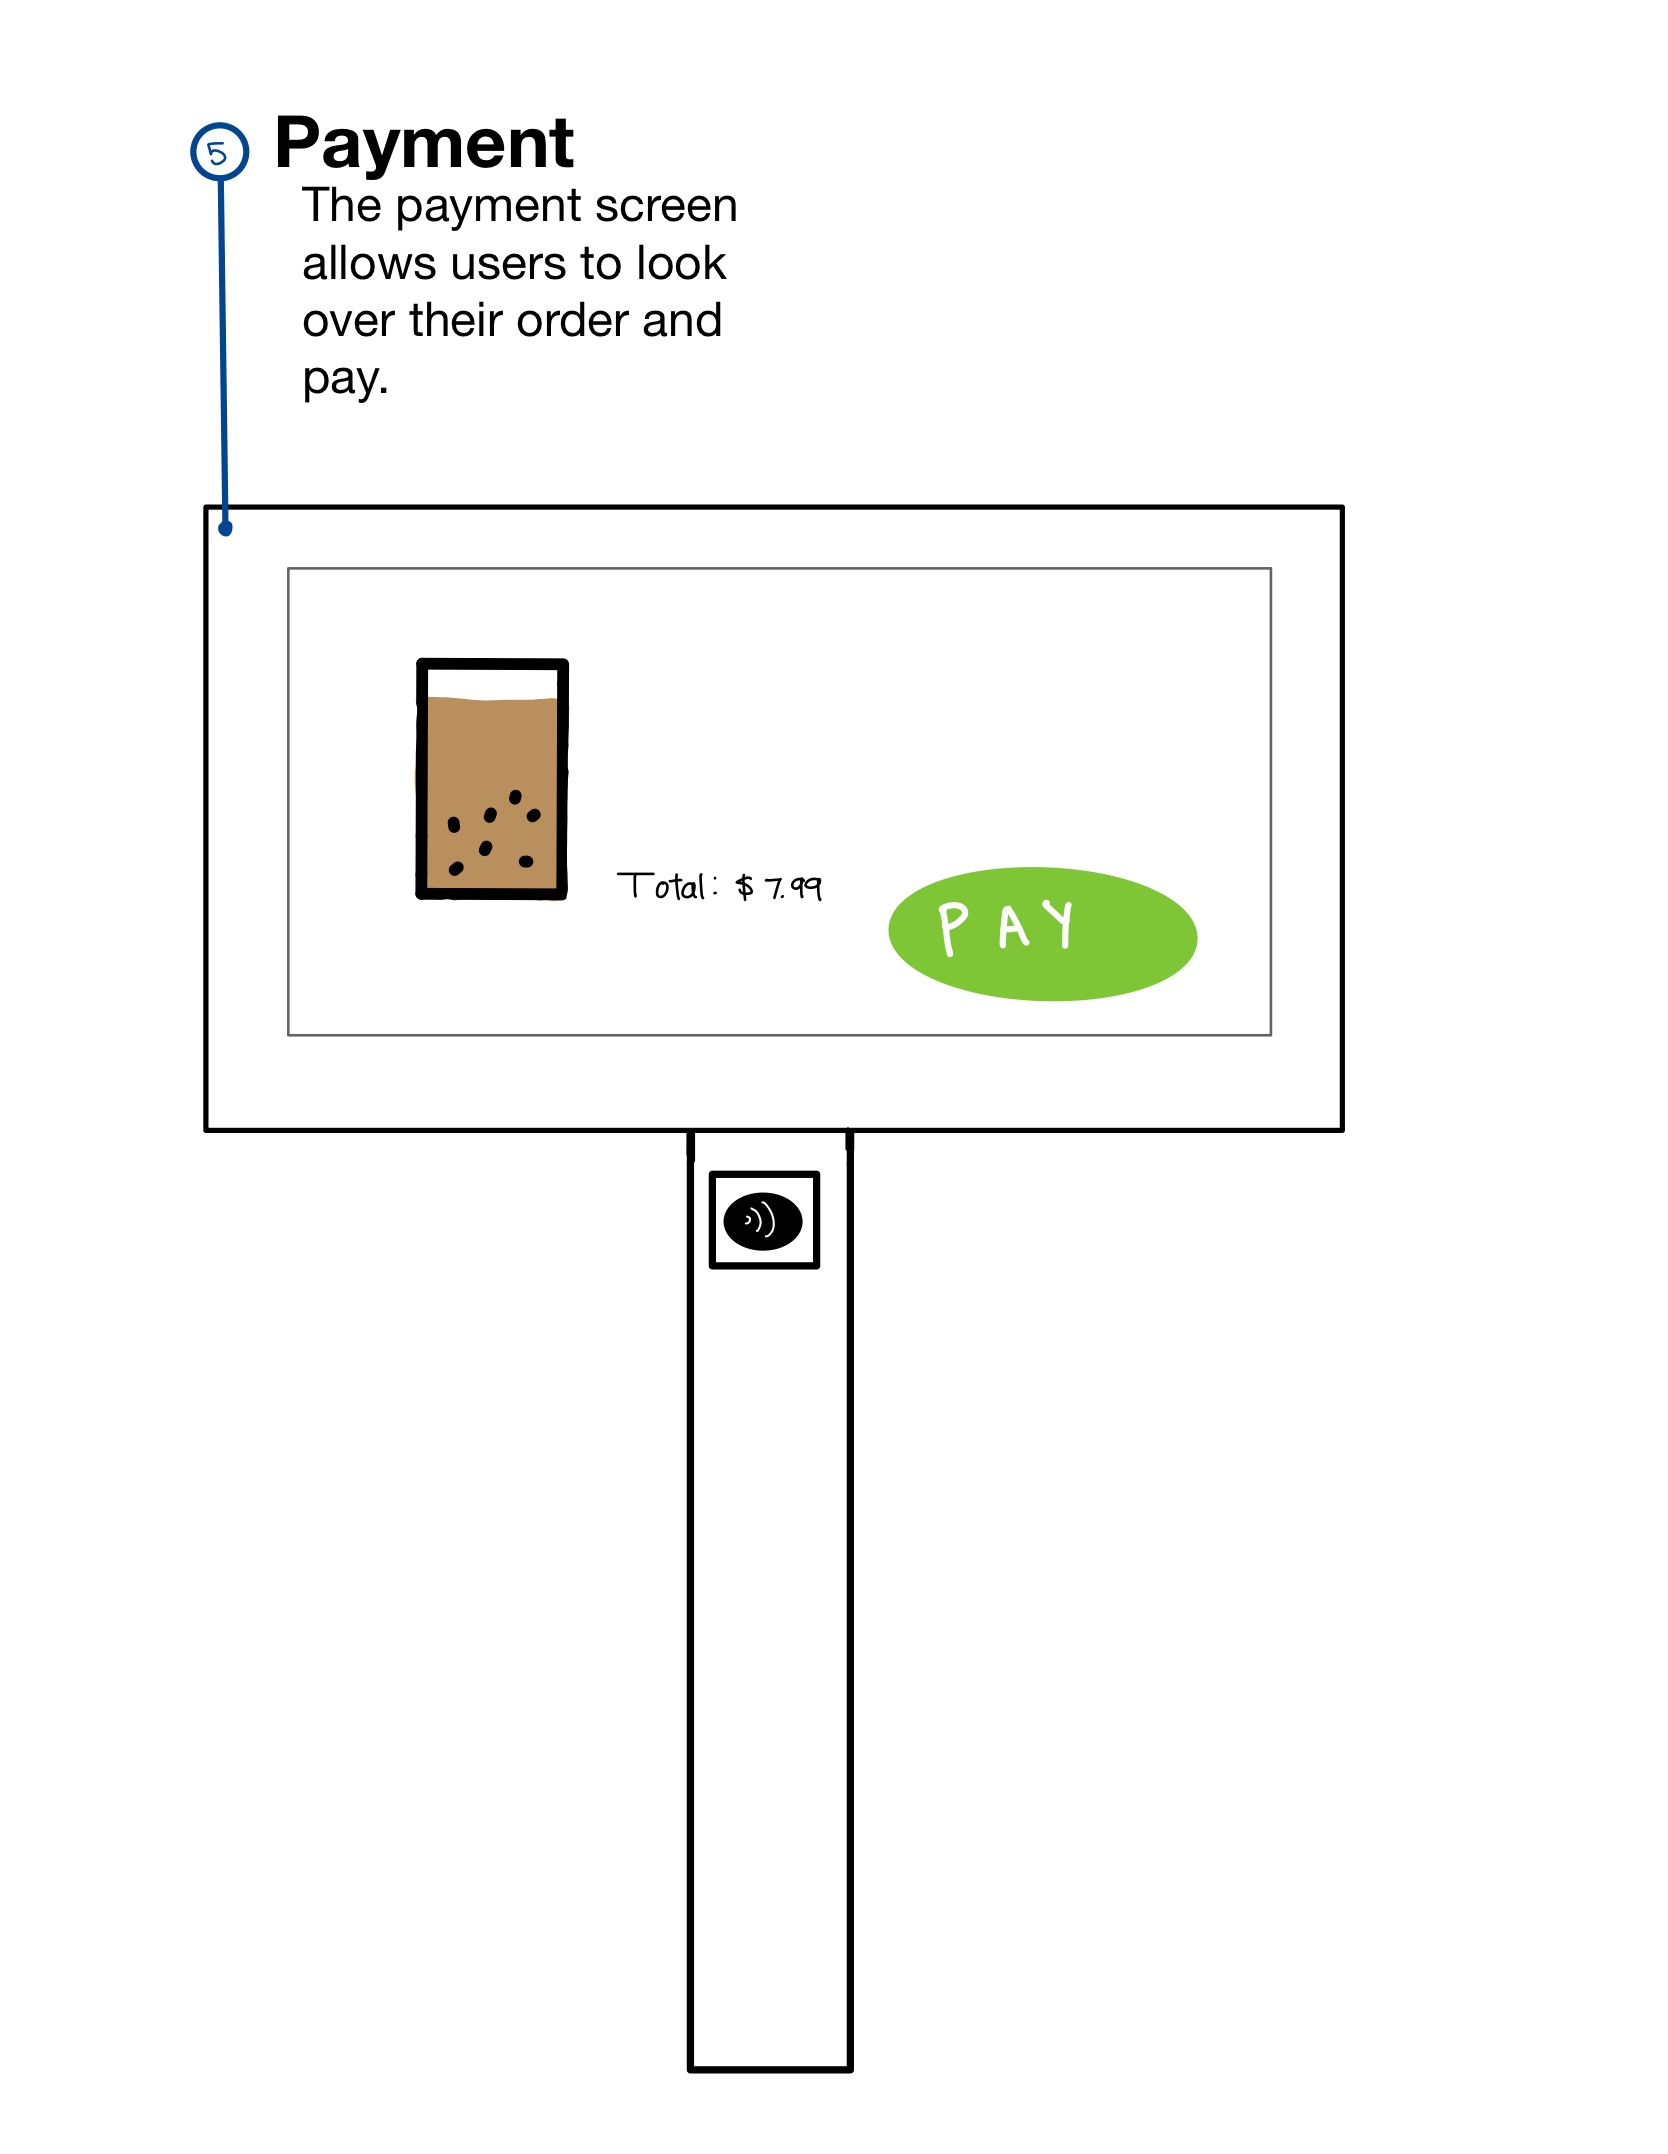 5 Payment
The payment screen
allows users to look
over their order and
pay.
Total: $ 7.99
PAY